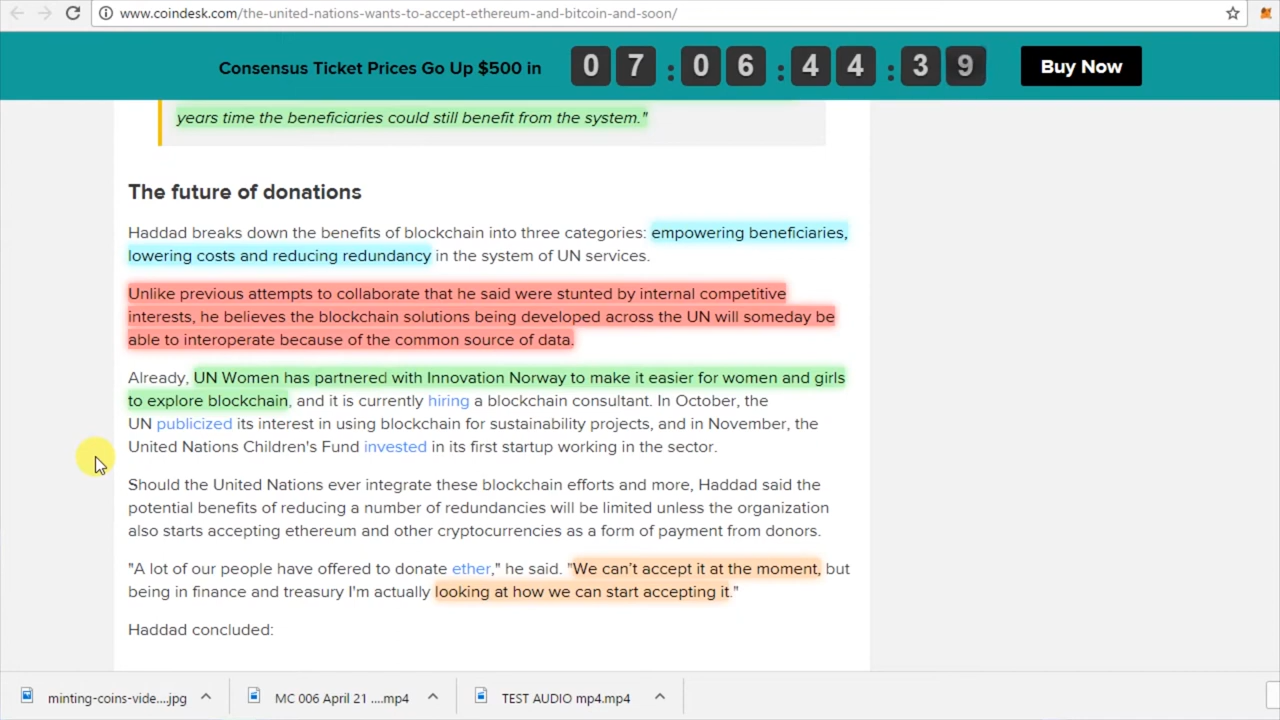 www.coindesk.com/the-united-nations-wants-to-accept-ethereum-and-bitcoin-and-soon/
Consensus Ticket Prices Go Up $500 in 07 : 06 : 44 : 39 Buy Now
years time the beneficiaries could still benefit from the system."
The future of donations
Haddad breaks down the benefits of blockchain into three categories: empowering beneficiaries,
lowering costs and reducing redundancy in the system of UN services.
Unlike previous attempts to collaborate that he said were stunted by internal competitive
interests, he believes the blockchain solutions being developed across the UN will someday be
able to interoperate because of the common source of data.
Already, UN Women has partnered with Innovation Norway to make it easier for women and girls
to explore blockchain, and it is currently hiring a blockchain consultant. In October, the
UN publicized its interest in using blockchain for sustainability projects, and in November, the
United Nations Children's Fund invested in its first startup working in the sector.
Should the United Nations ever integrate these blockchain efforts and more, Haddad said the
potential benefits of reducing a number of redundancies will be limited unless the organization
also starts accepting ethereum and other cryptocurrencies as a form of payment from donors.
"A lot of our people have offered to donate ether," he said. "We can't accept it at the moment, but
being in finance and treasury I'm actually looking at how we can start accepting it."
Haddad concluded:
minting-coins-vide....jpg MC 006 April 21 ....mp4 TEST AUDIO mp4.mp4